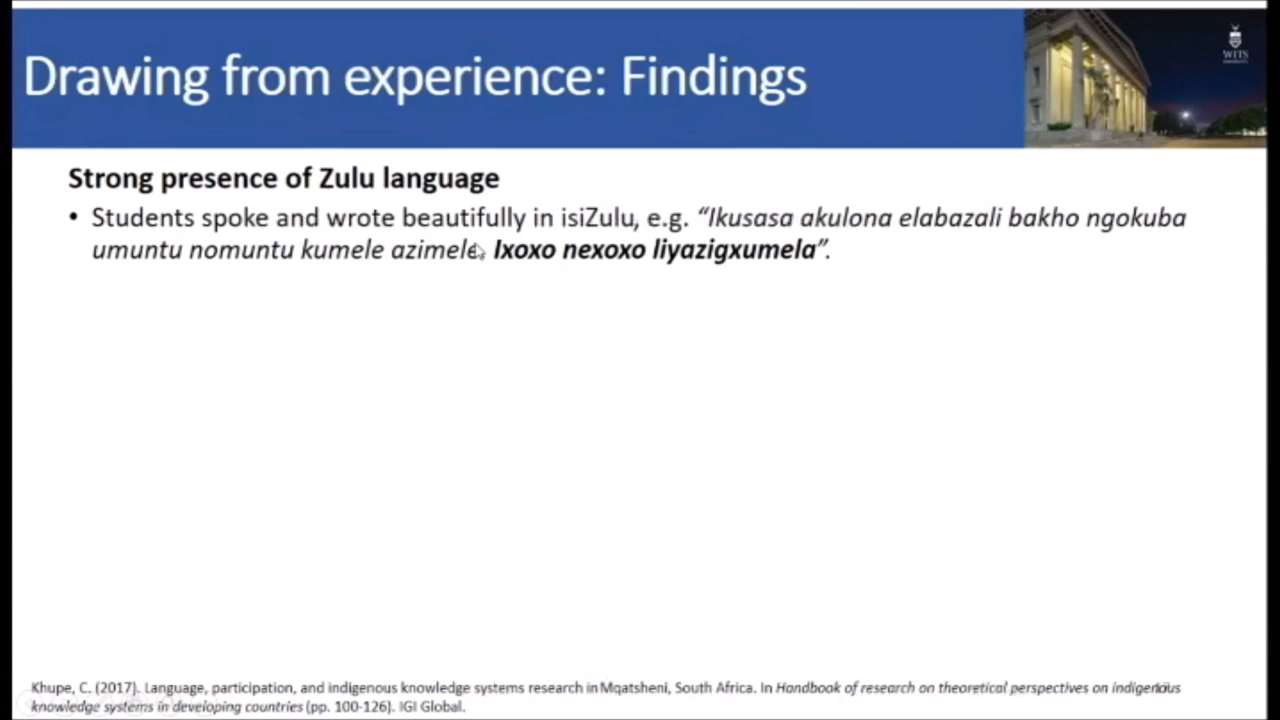 Drawing from experience: Findings
WITS
UNIVERSITY
Strong presence of Zulu language
• Students spoke and wrote beautifully in isiZulu, e.g. “Ikusasa akulona elabazali bakho ngokuba
umuntu nomuntu kumele azimele. Ixoxo nexoxo liyazigxumela”.
Khupe, C. (2017). Language, participation, and indigenous knowledge systems research in Mqatsheni, South Africa. In Handbook of research on theoretical perspectives on indigenous
knowledge systems in developing countries (pp. 100-126). IGI Global.